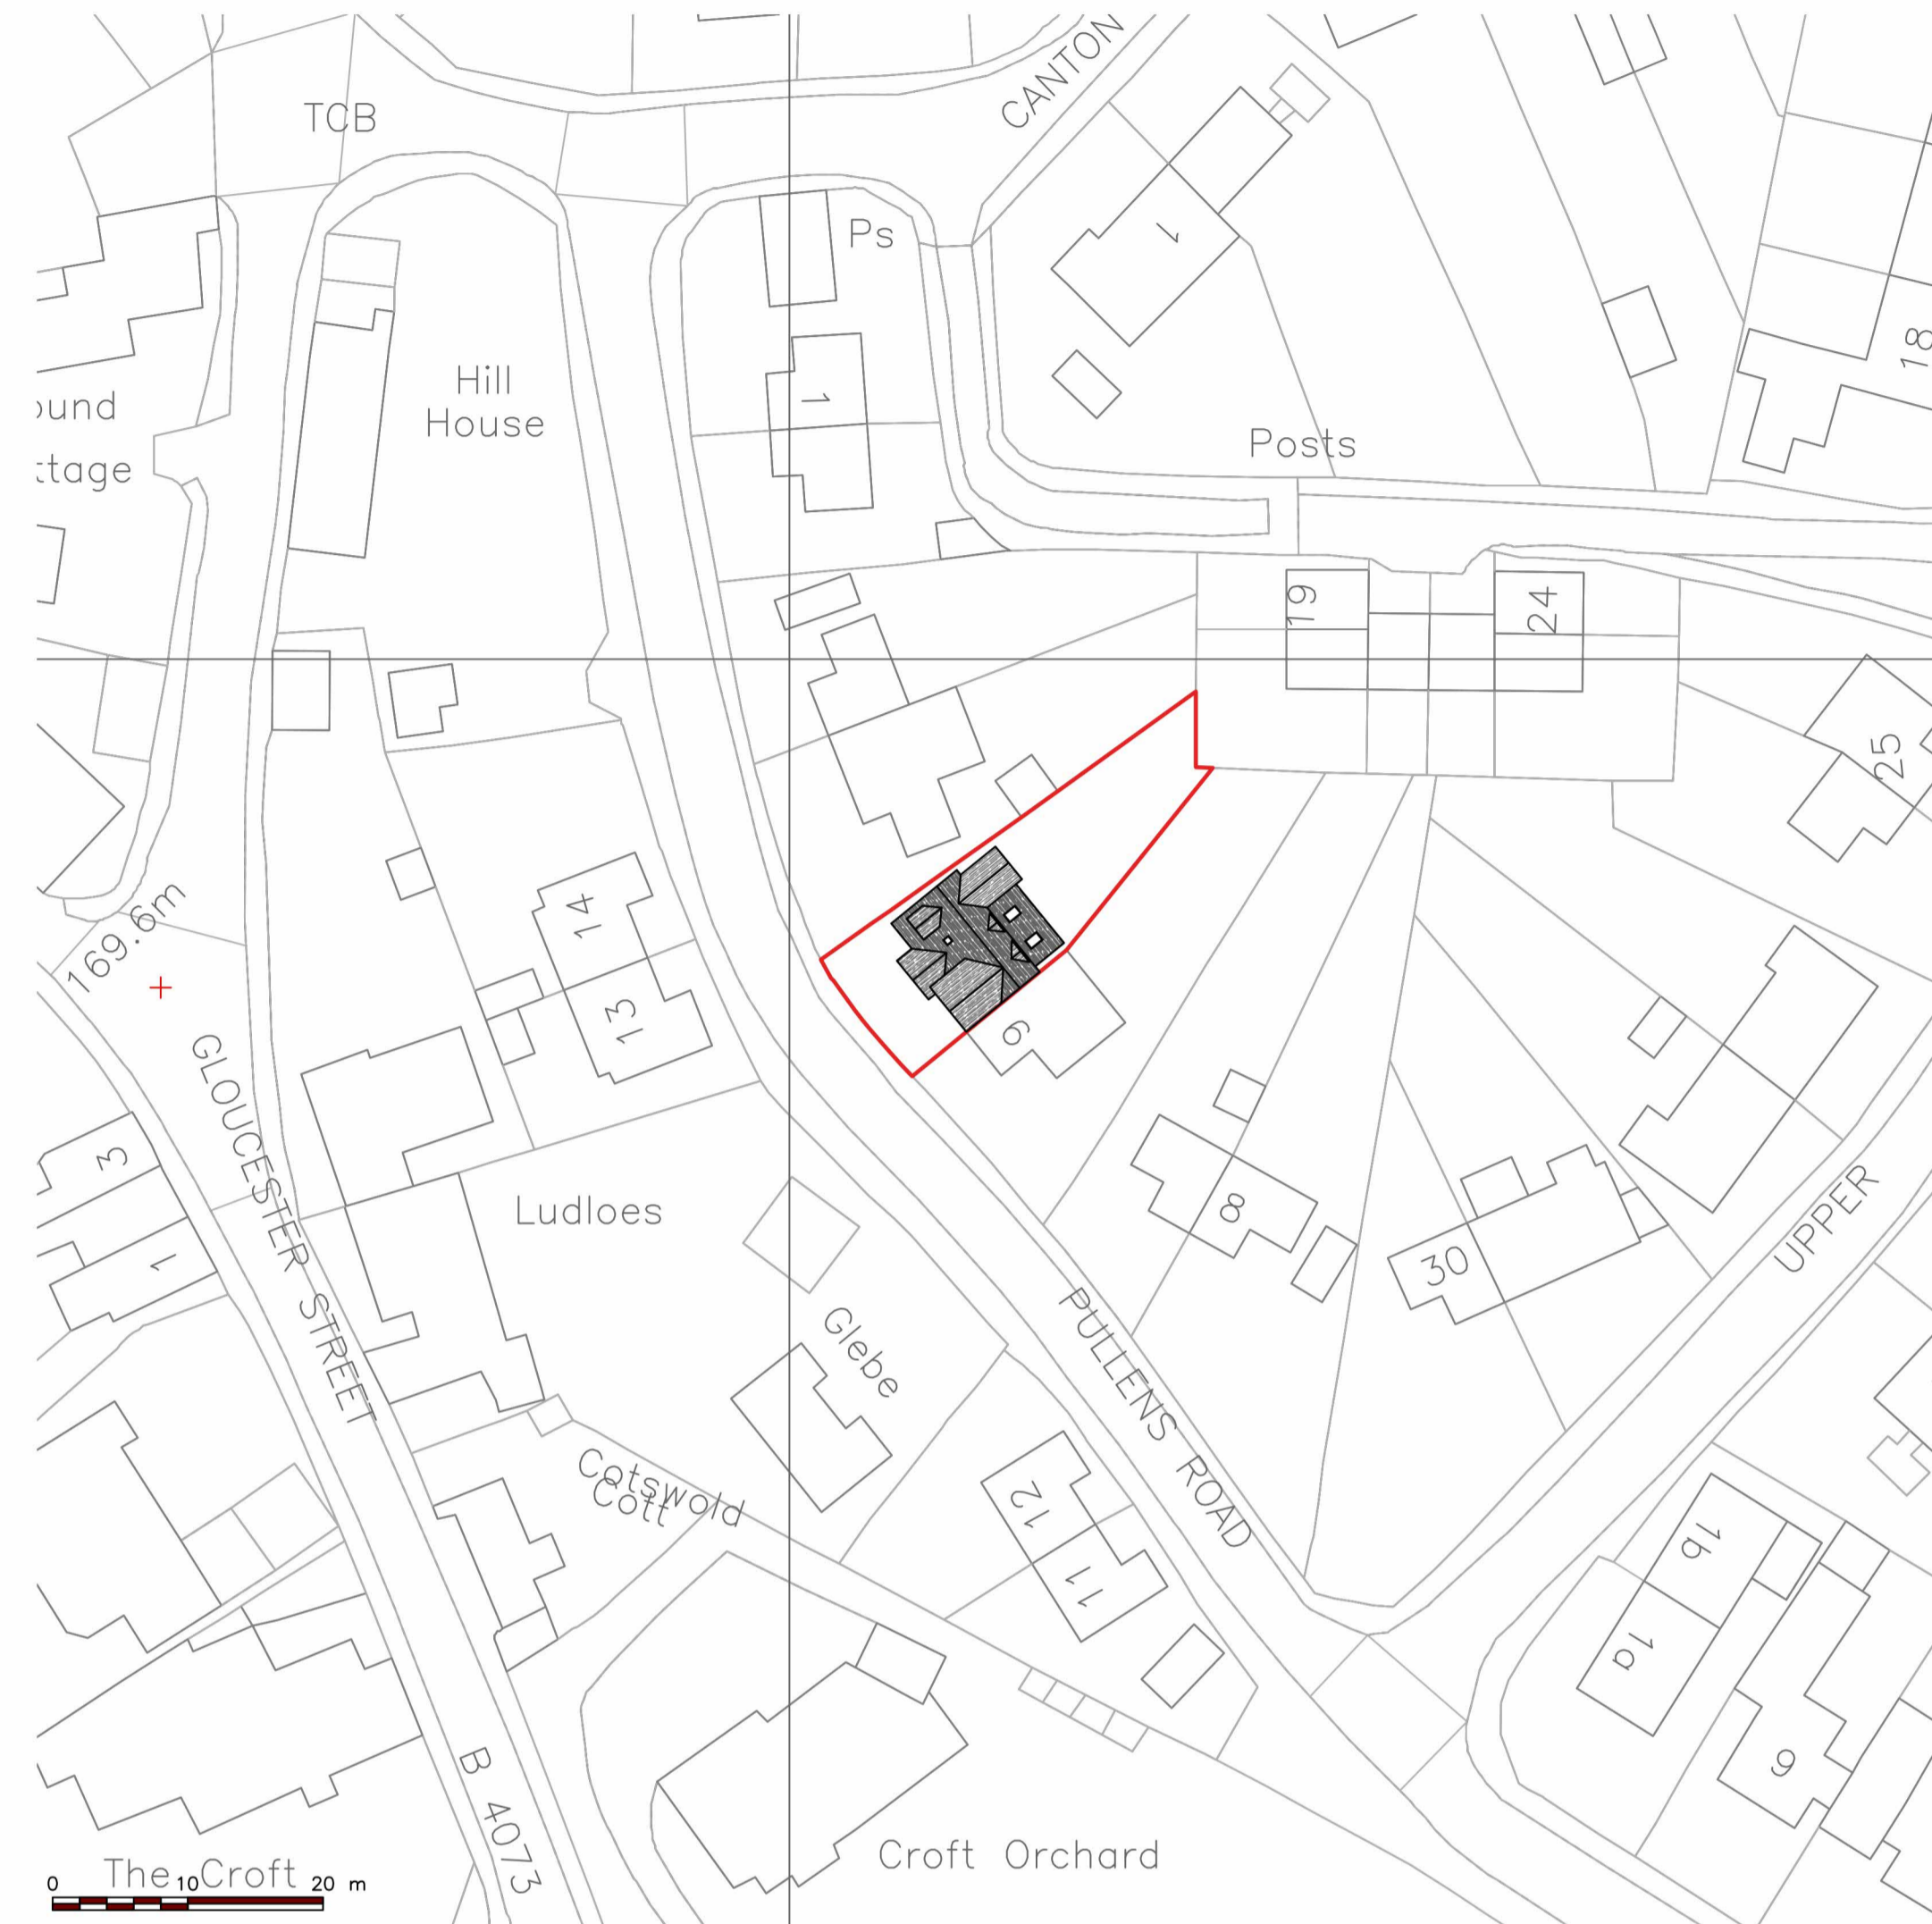 CANTON
TCB
Ps
1
18
Hill
House
1
ound
ttage
Posts
19
24
25
14
169.6m
13
6
GLOUCESTER STREET
3
8
Ludloes
UPPER
1
30
Glebe
PULLENS ROAD
Cotswold
Cott
12
11
1b
1a
9
B 4073
Croft Orchard
The Croft
0 10 20 m